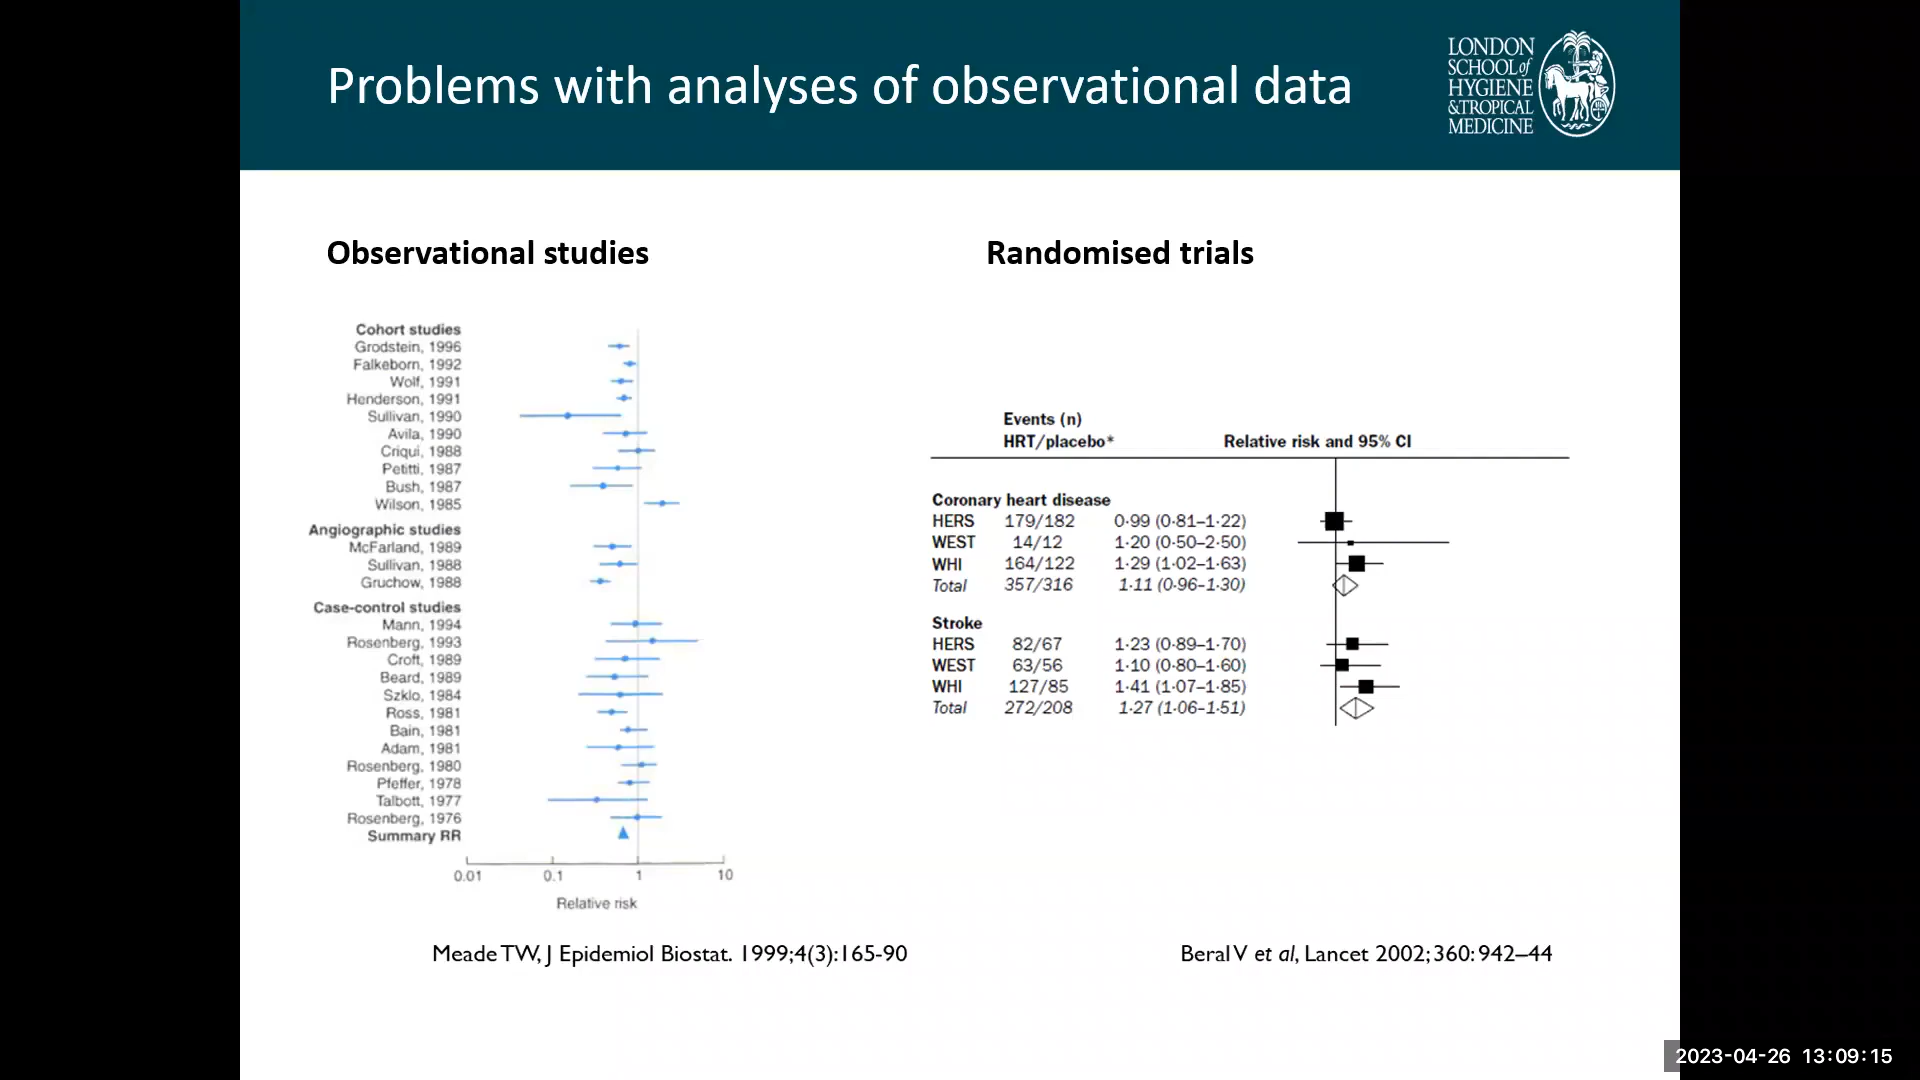 Problems with analyses of observational data
LONDON
SCHOOL of
HYGIENE
& TROPICAL
MEDICINE
Observational studies
Cohort studies
Grodstein, 1996
Falkeborn, 1992
Wolf, 1991
Henderson, 1991
Sullivan, 1990
Avila, 1990
Criqui, 1988
Petitti, 1987
Bush, 1987
Wilson, 1985
Angiographic studies
McFarland, 1989
Sullivan, 1988
Gruchow, 1988
Case-control studies
Mann, 1994
Rosenberg, 1993
Croft, 1989
Beard, 1989
Szklo, 1984
Ross, 1981
Bain, 1981
Adam, 1981
Rosenberg, 1980
Pfeffer, 1978
Talbott, 1977
Rosenberg, 1976
Summary RR
0.01 0.1 1 10
Relative risk
Meade TW, J Epidemiol Biostat. 1999;4(3):165-90
Randomised trials
Events (n)
HRT/placebo* Relative risk and 95% CI
Coronary heart disease
HERS 179/182 0·99 (0·81–1·22)
WEST 14/12 1·20 (0·50–2·50)
WHI 164/122 1·29 (1·02–1·63)
Total 357/316 1·11 (0·96–1·30)
Stroke
HERS 82/67 1·23 (0·89–1·70)
WEST 63/56 1·10 (0·80–1·60)
WHI 127/85 1·41 (1·07–1·85)
Total 272/208 1·27 (1·06–1·51)
Beral V et al, Lancet 2002;360:942–44
2023-04-26 13:09:15